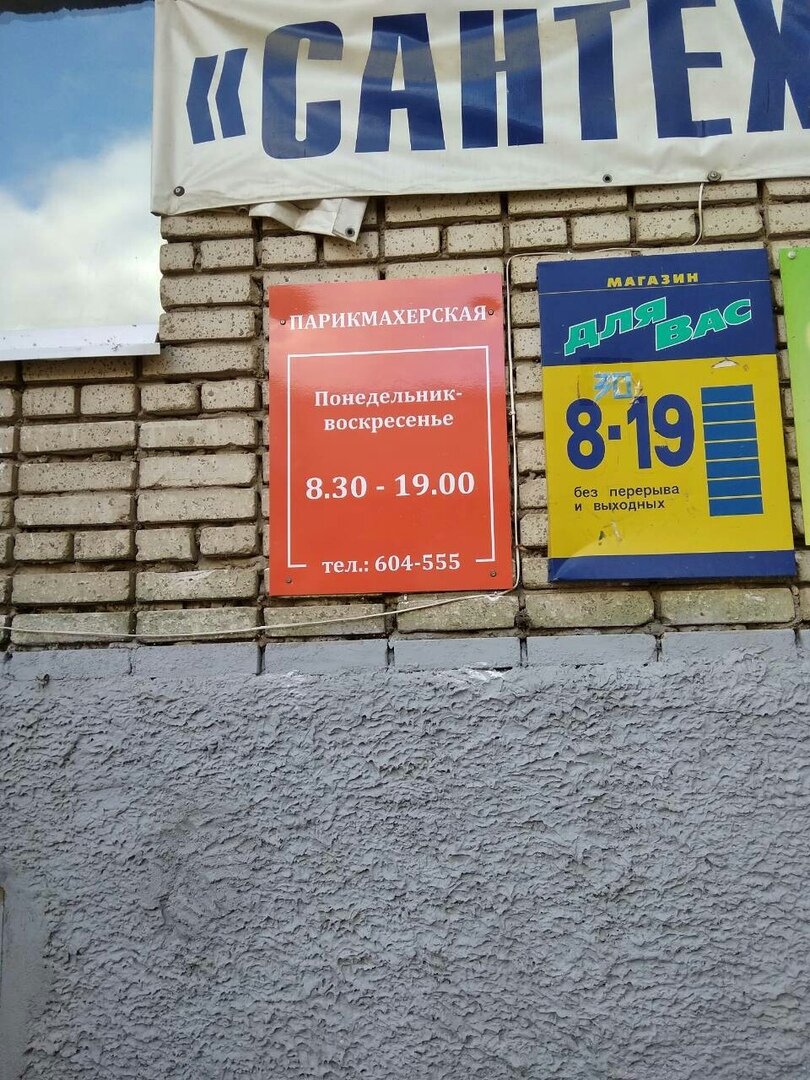 «САНТЕХ
ПАРИКМАХЕРСКАЯ
Понедельник-
воскресенье
8.30 - 19.00
тел.: 604-555
МАГАЗИН
ДЛЯ ВАС
30
8-19
без перерыва
и выходных